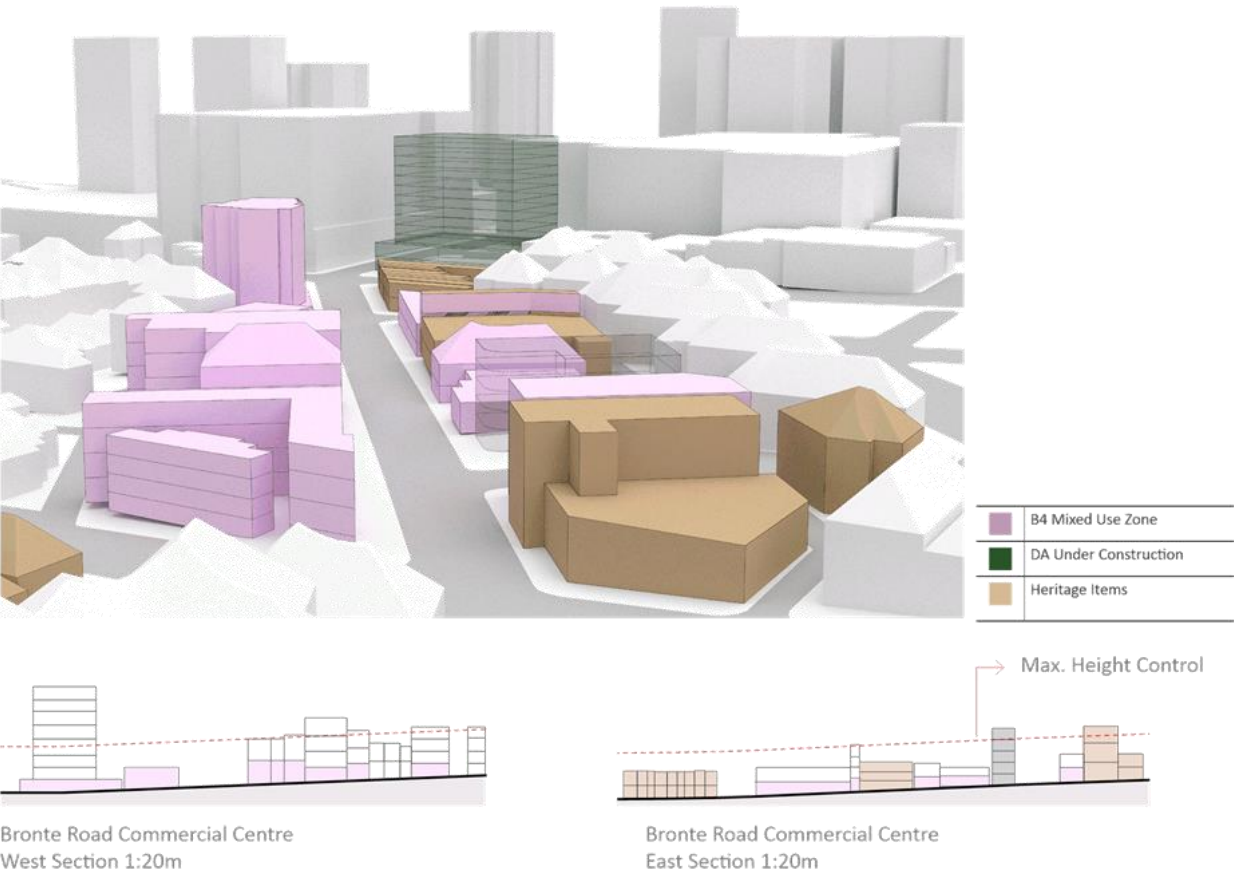 B4 Mixed Use Zone
DA Under Construction
Heritage Items
Max. Height Control
Bronte Road Commercial Centre
West Section 1:20m
Bronte Road Commercial Centre
East Section 1:20m